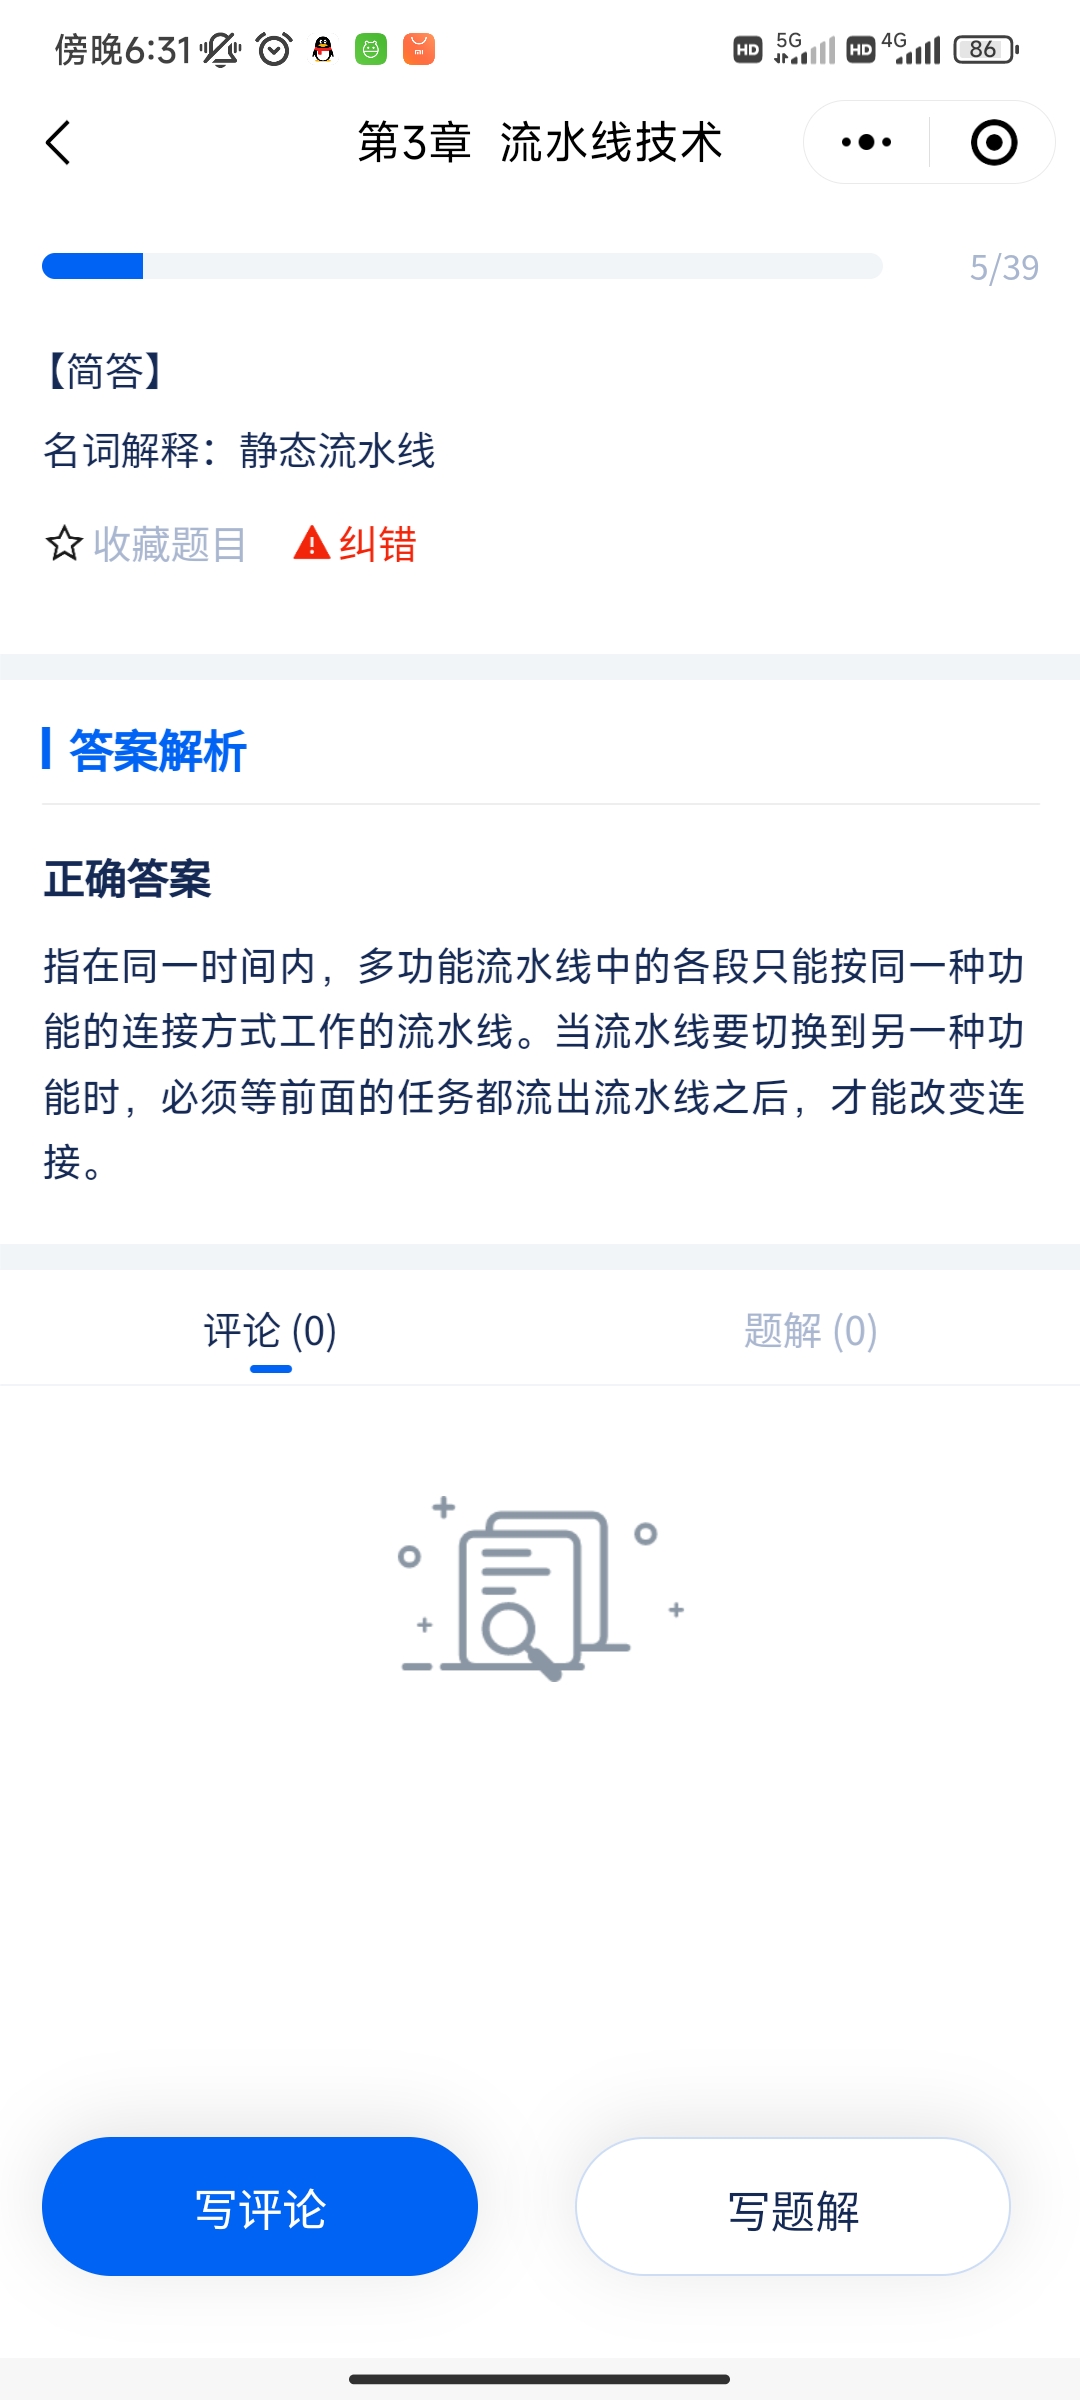 傍晚6:31
HD 5G HD 4G 86
第3章 流水线技术
5/39
【简答】
名词解释：静态流水线
收藏题目 纠错
答案解析
正确答案
指在同一时间内，多功能流水线中的各段只能按同一种功
能的连接方式工作的流水线。当流水线要切换到另一种功
能时，必须等前面的任务都流出流水线之后，才能改变连
接。
评论 (0) 题解 (0)
写评论 写题解